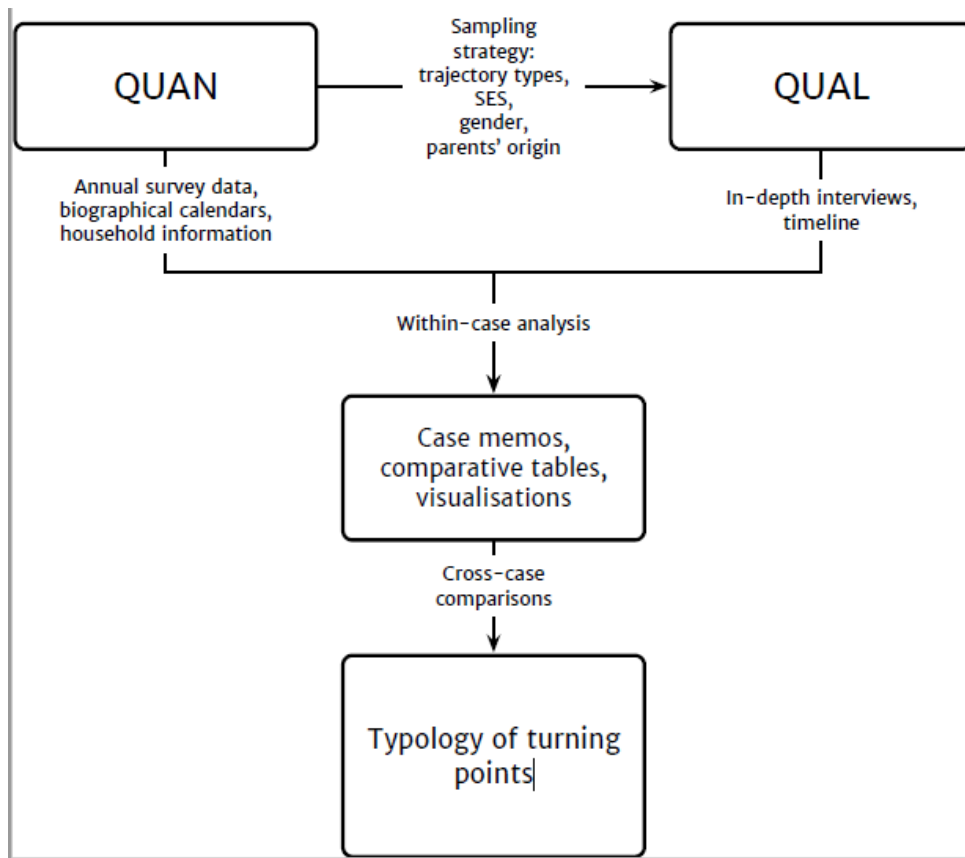 QUAN
Sampling
strategy:
trajectory types,
SES,
gender,
parents’ origin
QUAL
Annual survey data,
biographical calendars,
household information
In-depth interviews,
timeline
Within-case analysis
Case memos,
comparative tables,
visualisations
Cross-case
comparisons
Typology of turning
points